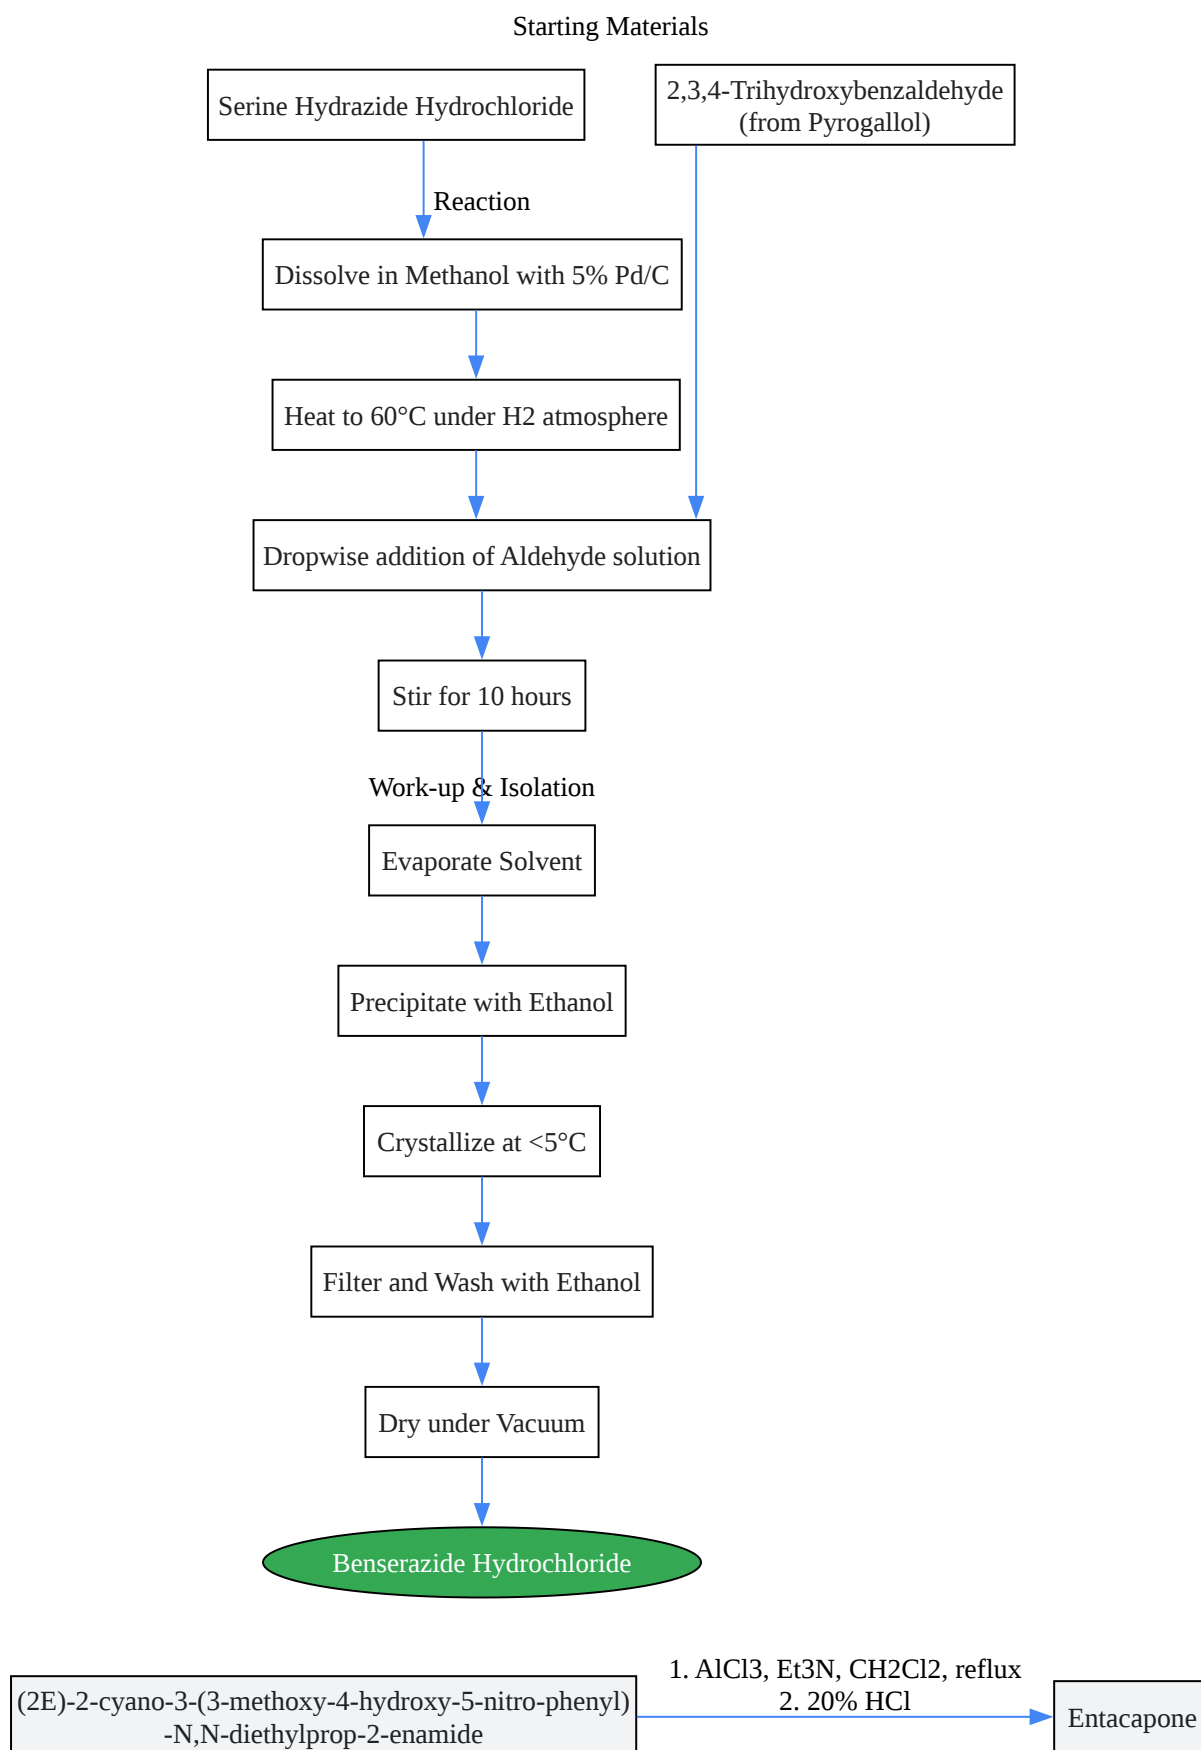 Starting Materials
Serine Hydrazide Hydrochloride
2,3,4-Trihydroxybenzaldehyde
(from Pyrogallol)
Reaction
Dissolve in Methanol with 5% Pd/C
Heat to 60°C under H2 atmosphere
Dropwise addition of Aldehyde solution
Stir for 10 hours
Work-up & Isolation
Evaporate Solvent
Precipitate with Ethanol
Crystallize at <5°C
Filter and Wash with Ethanol
Dry under Vacuum
Benserazide Hydrochloride
1. AlCl3, Et3N, CH2Cl2, reflux
2. 20% HCl
(2E)-2-cyano-3-(3-methoxy-4-hydroxy-5-nitro-phenyl)
-N,N-diethylprop-2-enamide
Entacapone